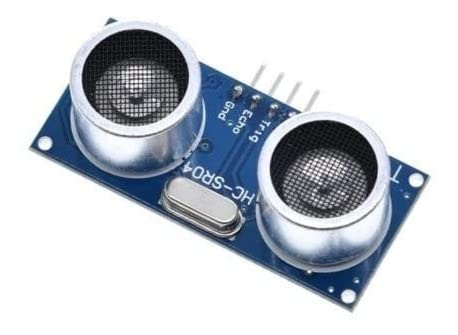 Gnd
Echo
Trig
HC-SR04
T